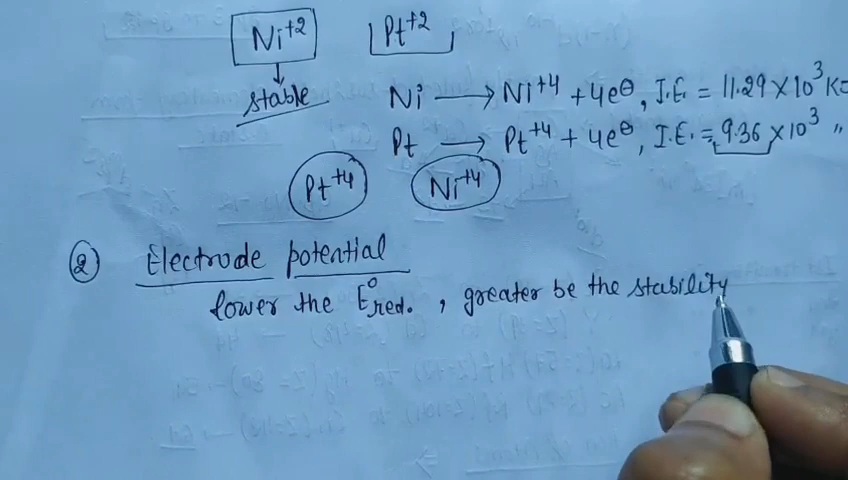 Ni+2 Pt+2
stable
Ni → Ni+4 + 4e⊖, I.E. = 11.29 × 10³ KJ
Pt → Pt+4 + 4e⊖, I.E. = 9.36 × 10³ "
Pt+4 Ni+4
② Electrode potential
lower the E°red. , greater be the stability